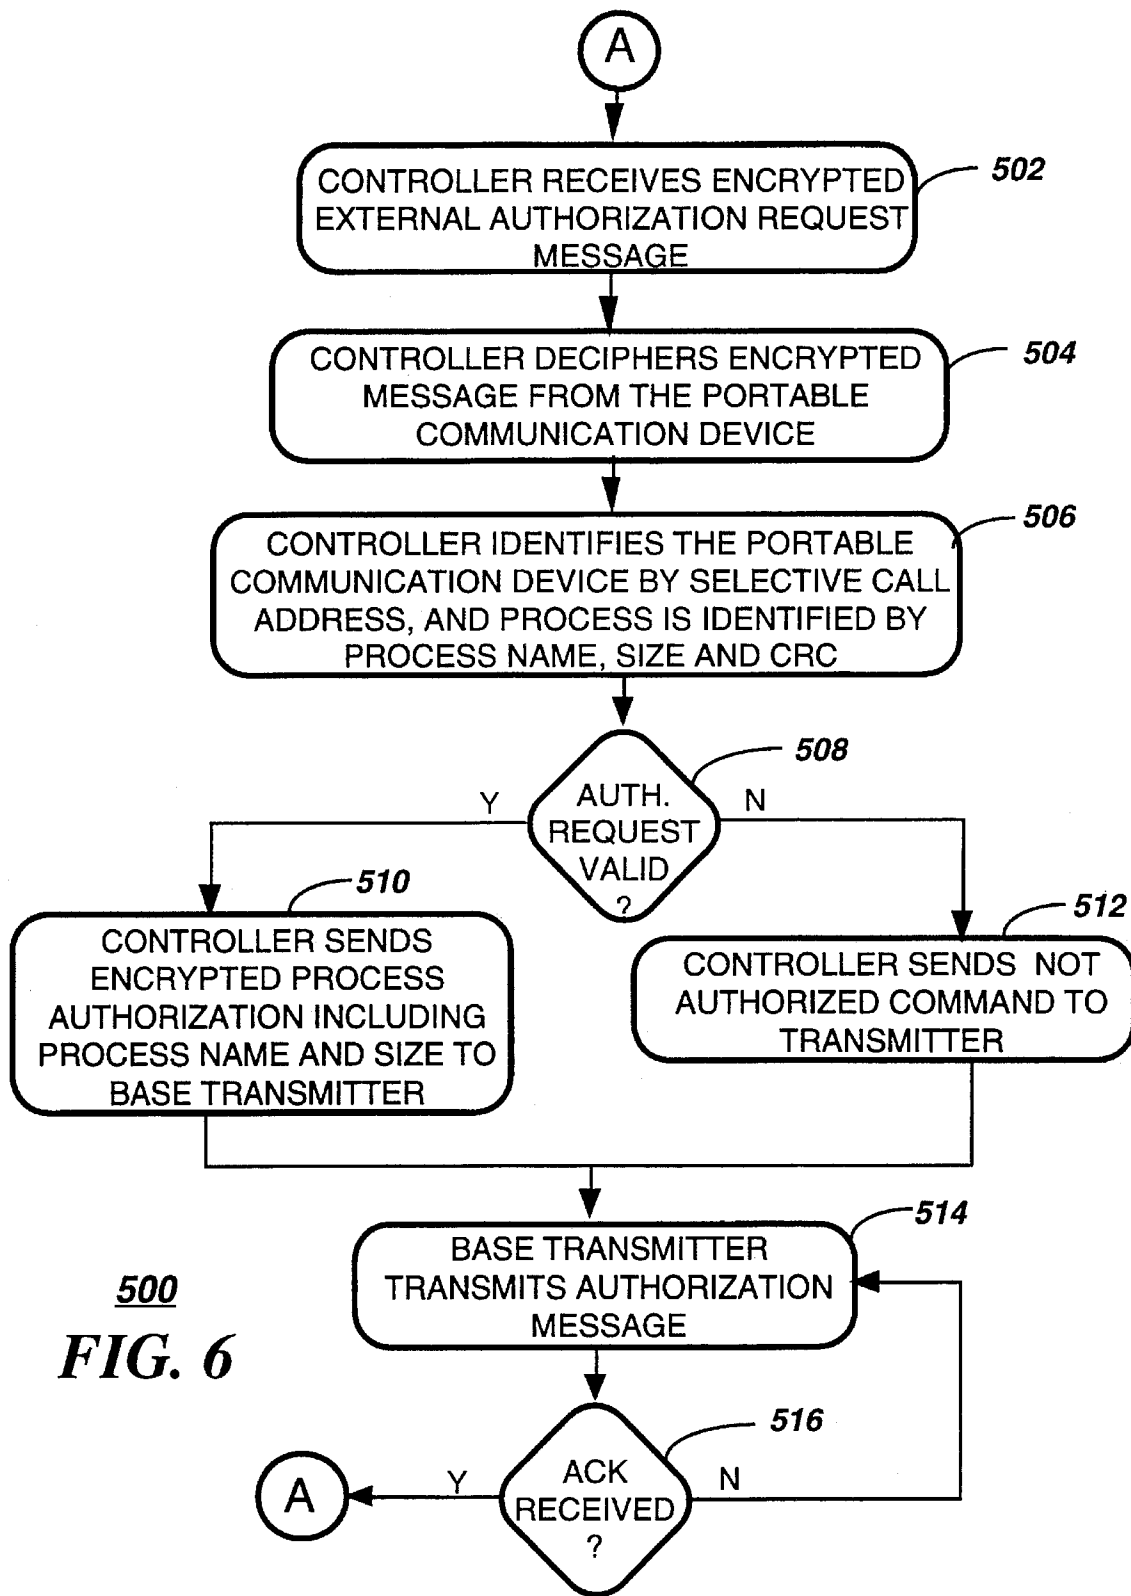 A
CONTROLLER RECEIVES ENCRYPTED
EXTERNAL AUTHORIZATION REQUEST
MESSAGE
502
CONTROLLER DECIPHERS ENCRYPTED
MESSAGE FROM THE PORTABLE
COMMUNICATION DEVICE
504
CONTROLLER IDENTIFIES THE PORTABLE
COMMUNICATION DEVICE BY SELECTIVE CALL
ADDRESS, AND PROCESS IS IDENTIFIED BY
PROCESS NAME, SIZE AND CRC
506
AUTH.
REQUEST
VALID
?
508
Y
N
CONTROLLER SENDS
ENCRYPTED PROCESS
AUTHORIZATION INCLUDING
PROCESS NAME AND SIZE TO
BASE TRANSMITTER
510
CONTROLLER SENDS NOT
AUTHORIZED COMMAND TO
TRANSMITTER
512
BASE TRANSMITTER
TRANSMITS AUTHORIZATION
MESSAGE
514
500
FIG. 6
ACK
RECEIVED
?
516
Y
N
A